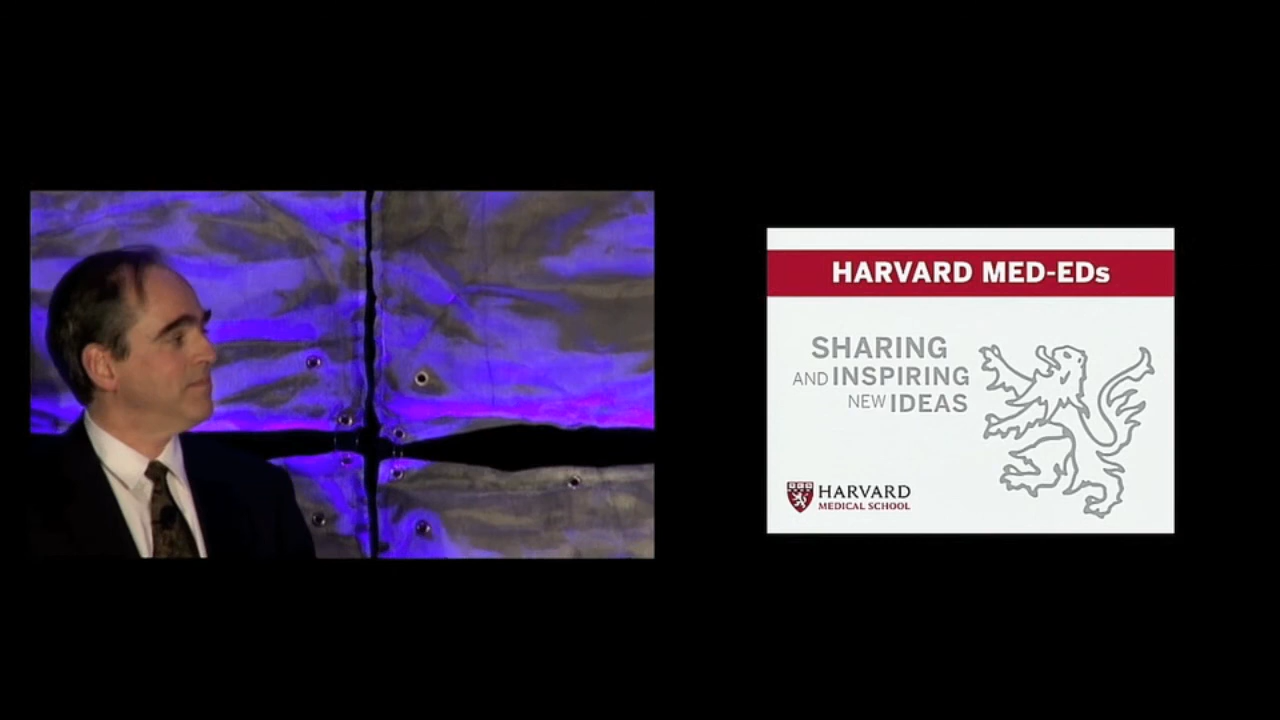 HARVARD MED-EDs
SHARING
AND INSPIRING
NEW IDEAS
HARVARD
MEDICAL SCHOOL